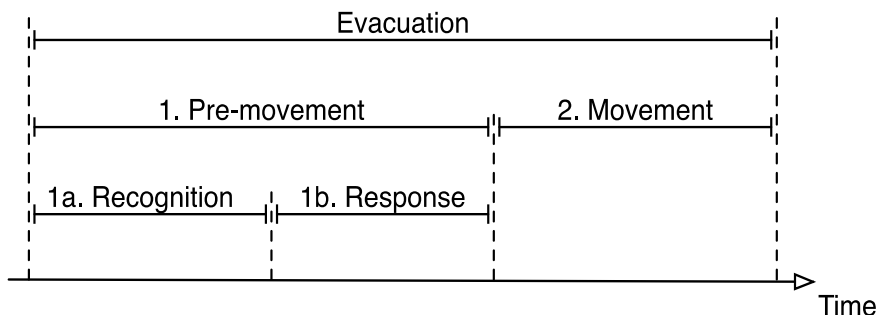 Evacuation
1. Pre-movement
2. Movement
1a. Recognition
1b. Response
Time